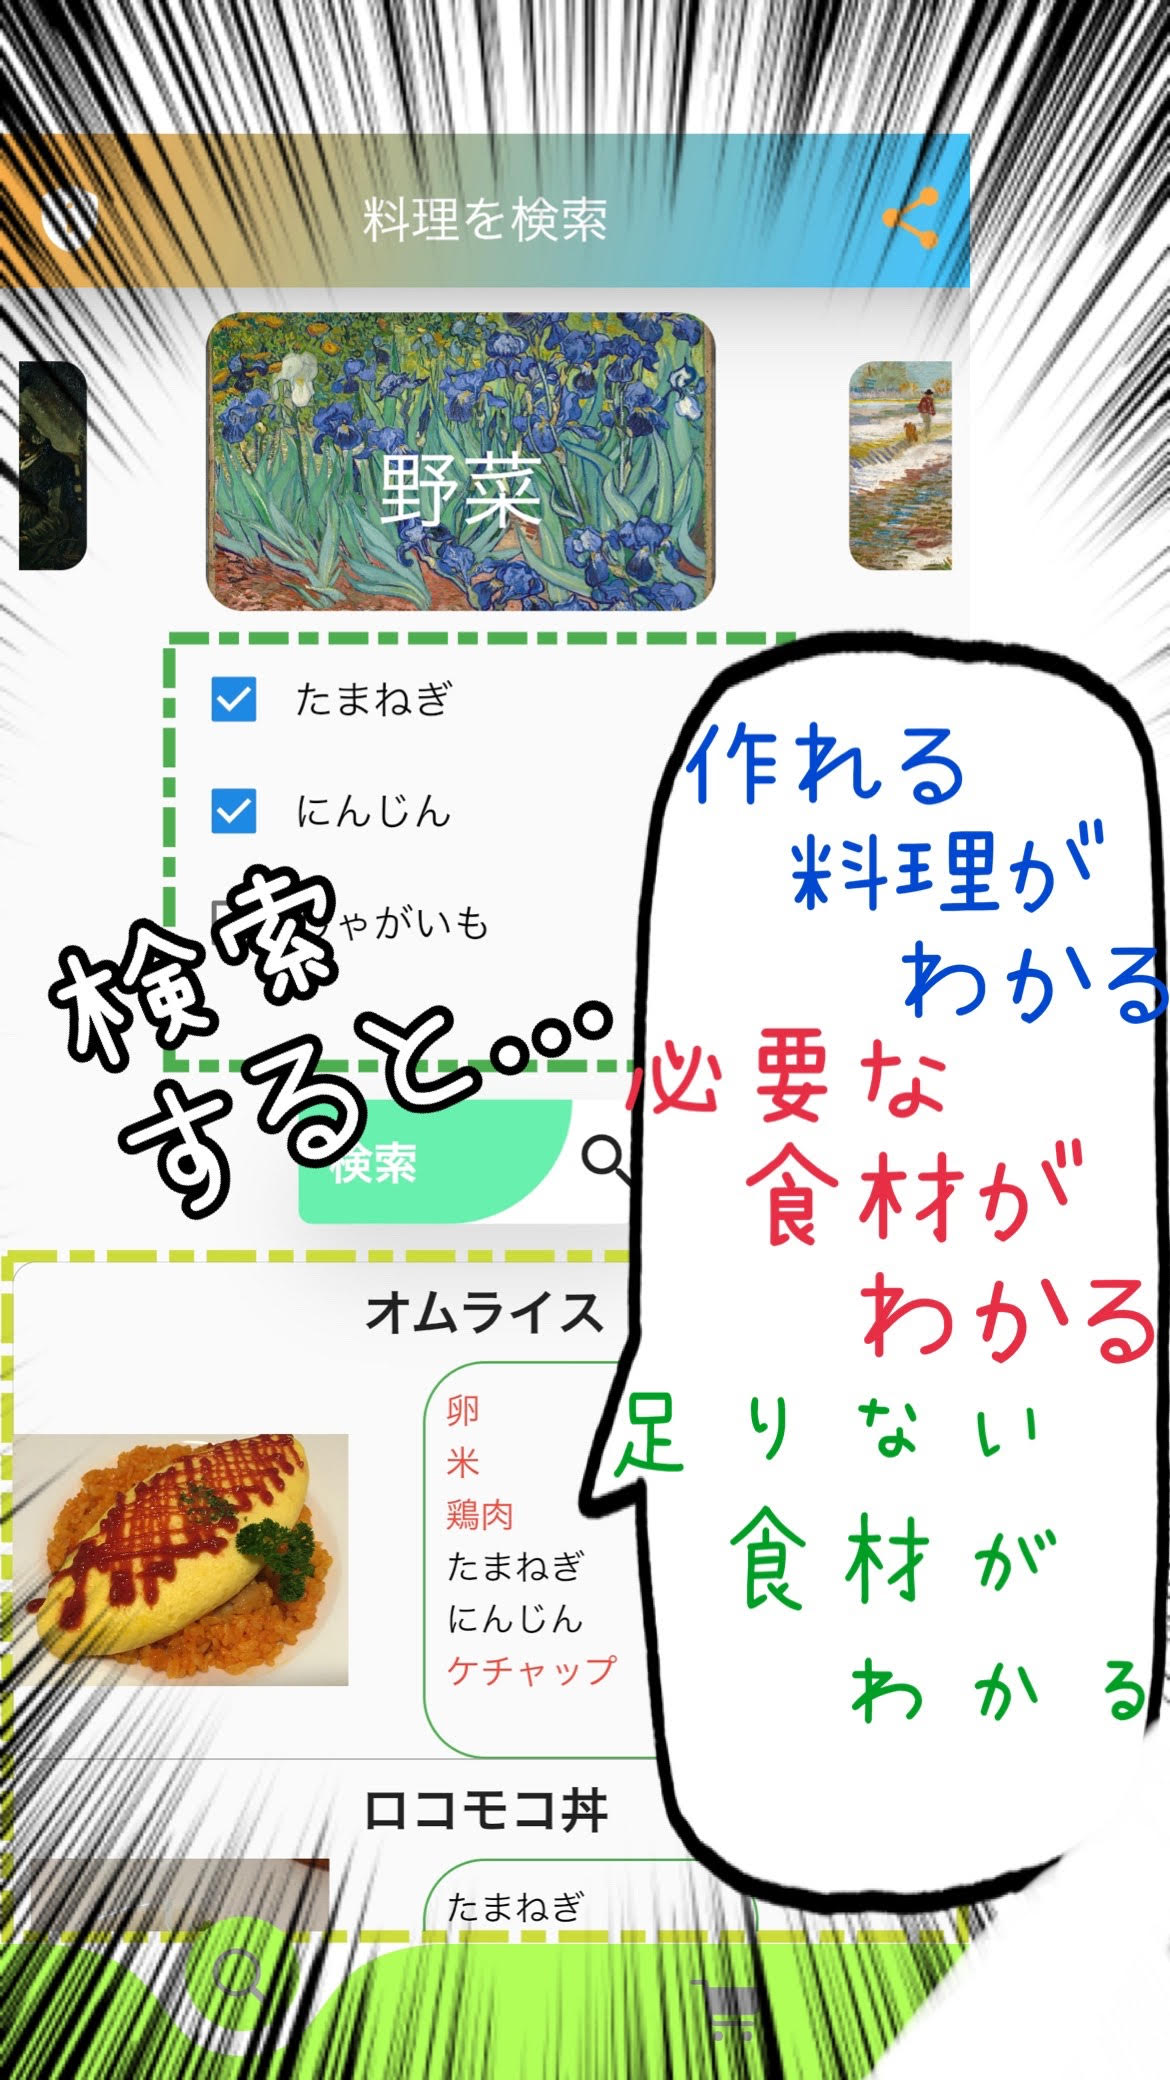 料理を検索
野菜
たまねぎ
にんじん
ゃがいも
検索
すると...
検索
作れる
料理が
わかる
必要な
食材が
わかる
足りない
食材が
わかる
オムライス
卵
米
鶏肉
たまねぎ
にんじん
ケチャップ
ロコモコ丼
たまねぎ